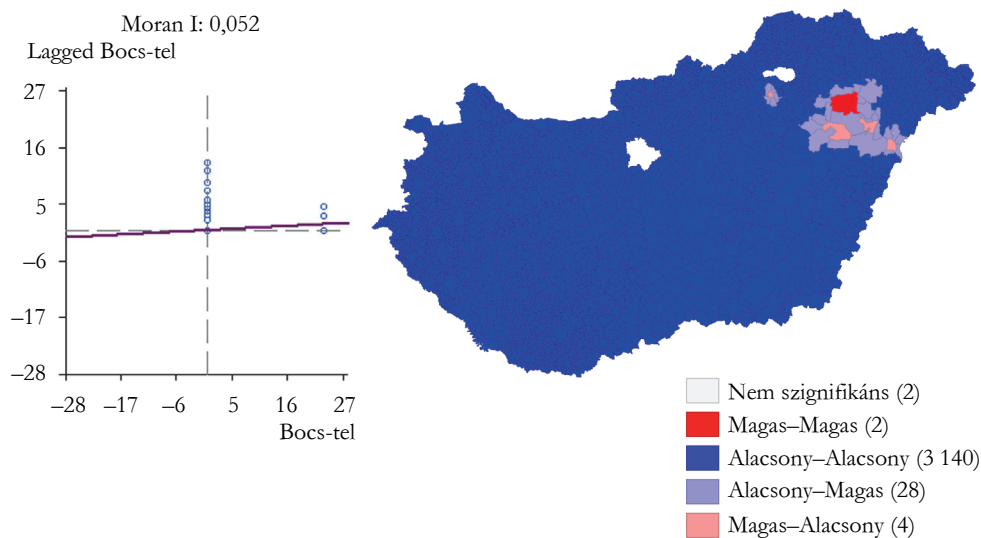 Moran I: 0,052
Lagged Bocs-tel
27
16
5
–6
–17
–28
–28 –17 –6 5 16 27
Bocs-tel
Nem szignifikáns (2)
Magas–Magas (2)
Alacsony–Alacsony (3 140)
Alacsony–Magas (28)
Magas–Alacsony (4)